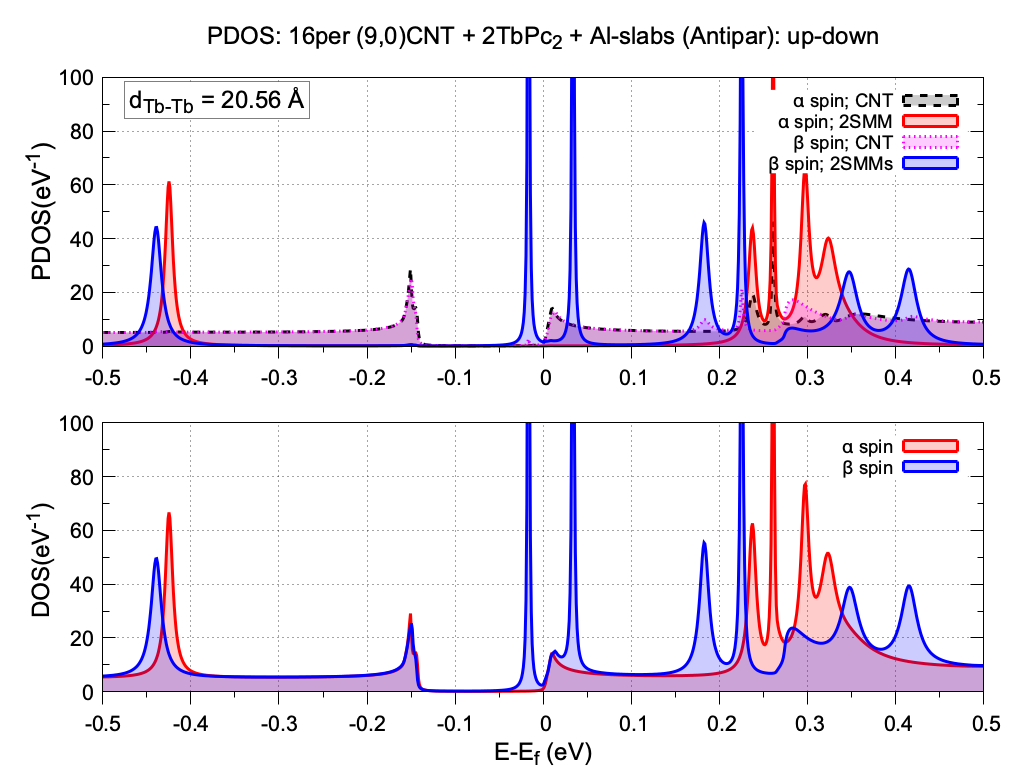 PDOS: 16per (9,0)CNT + 2TbPc2 + Al-slabs (Antipar): up-down
dTb-Tb = 20.56 Å
α spin; CNT
α spin; 2SMM
β spin; CNT
β spin; 2SMMs
PDOS(eV-1)
100
80
60
40
20
0
-0.5 -0.4 -0.3 -0.2 -0.1 0 0.1 0.2 0.3 0.4 0.5
α spin
β spin
DOS(eV-1)
100
80
60
40
20
0
-0.5 -0.4 -0.3 -0.2 -0.1 0 0.1 0.2 0.3 0.4 0.5
E-Ef (eV)